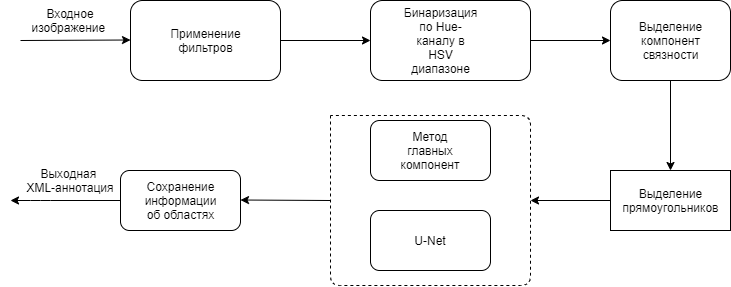 Входное
изображение
Применение
фильтров
Бинаризация
по Hue-
каналу в
HSV
диапазоне
Выделение
компонент
связности
Выделение
прямоугольников
Метод
главных
компонент
U-Net
Сохранение
информации
об областях
Выходная
XML-аннотация